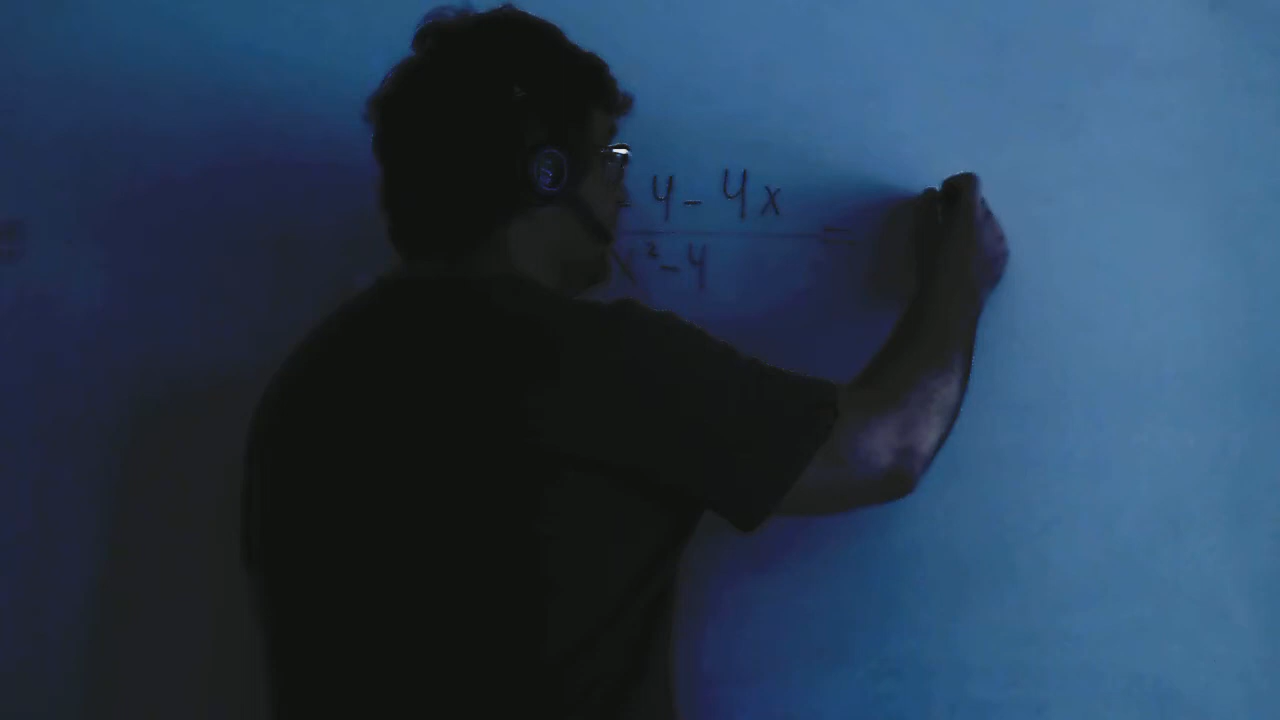 4 - 4x =
x² - 4